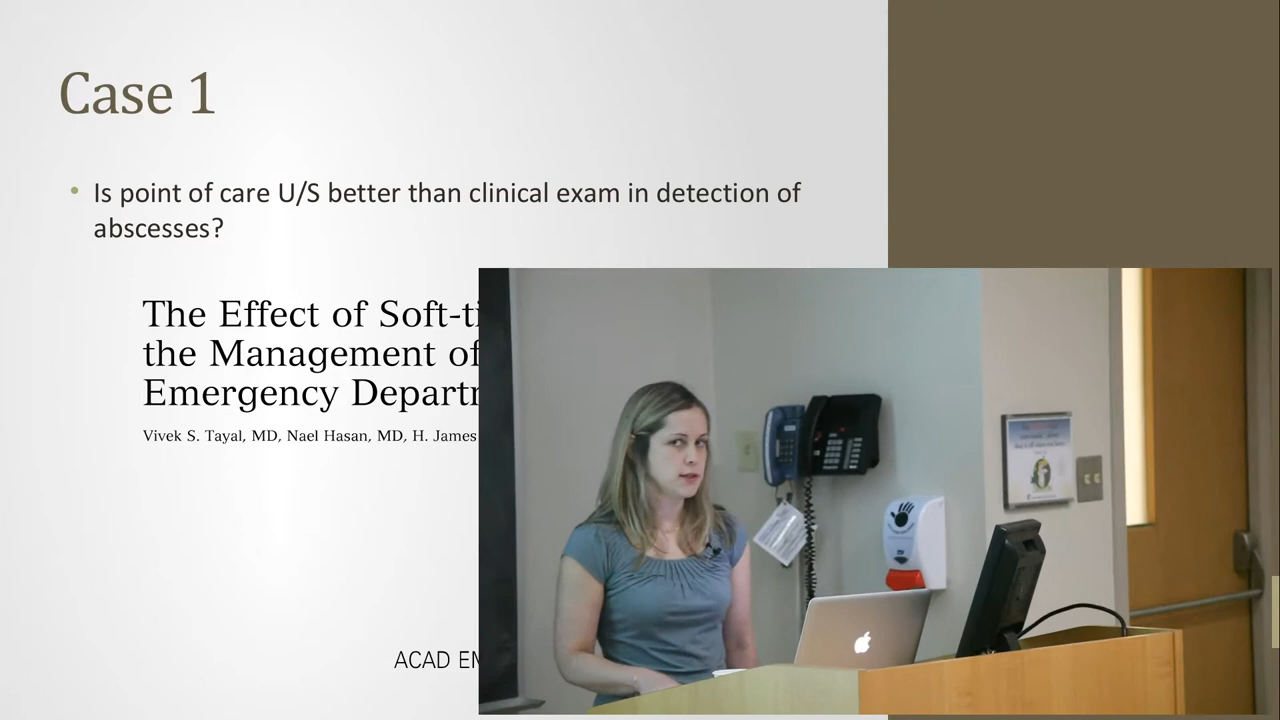 Case 1
• Is point of care U/S better than clinical exam in detection of
abscesses?
The Effect of Soft-ti
the Management of
Emergency Departr
Vivek S. Tayal, MD, Nael Hasan, MD, H. James
ACAD EM